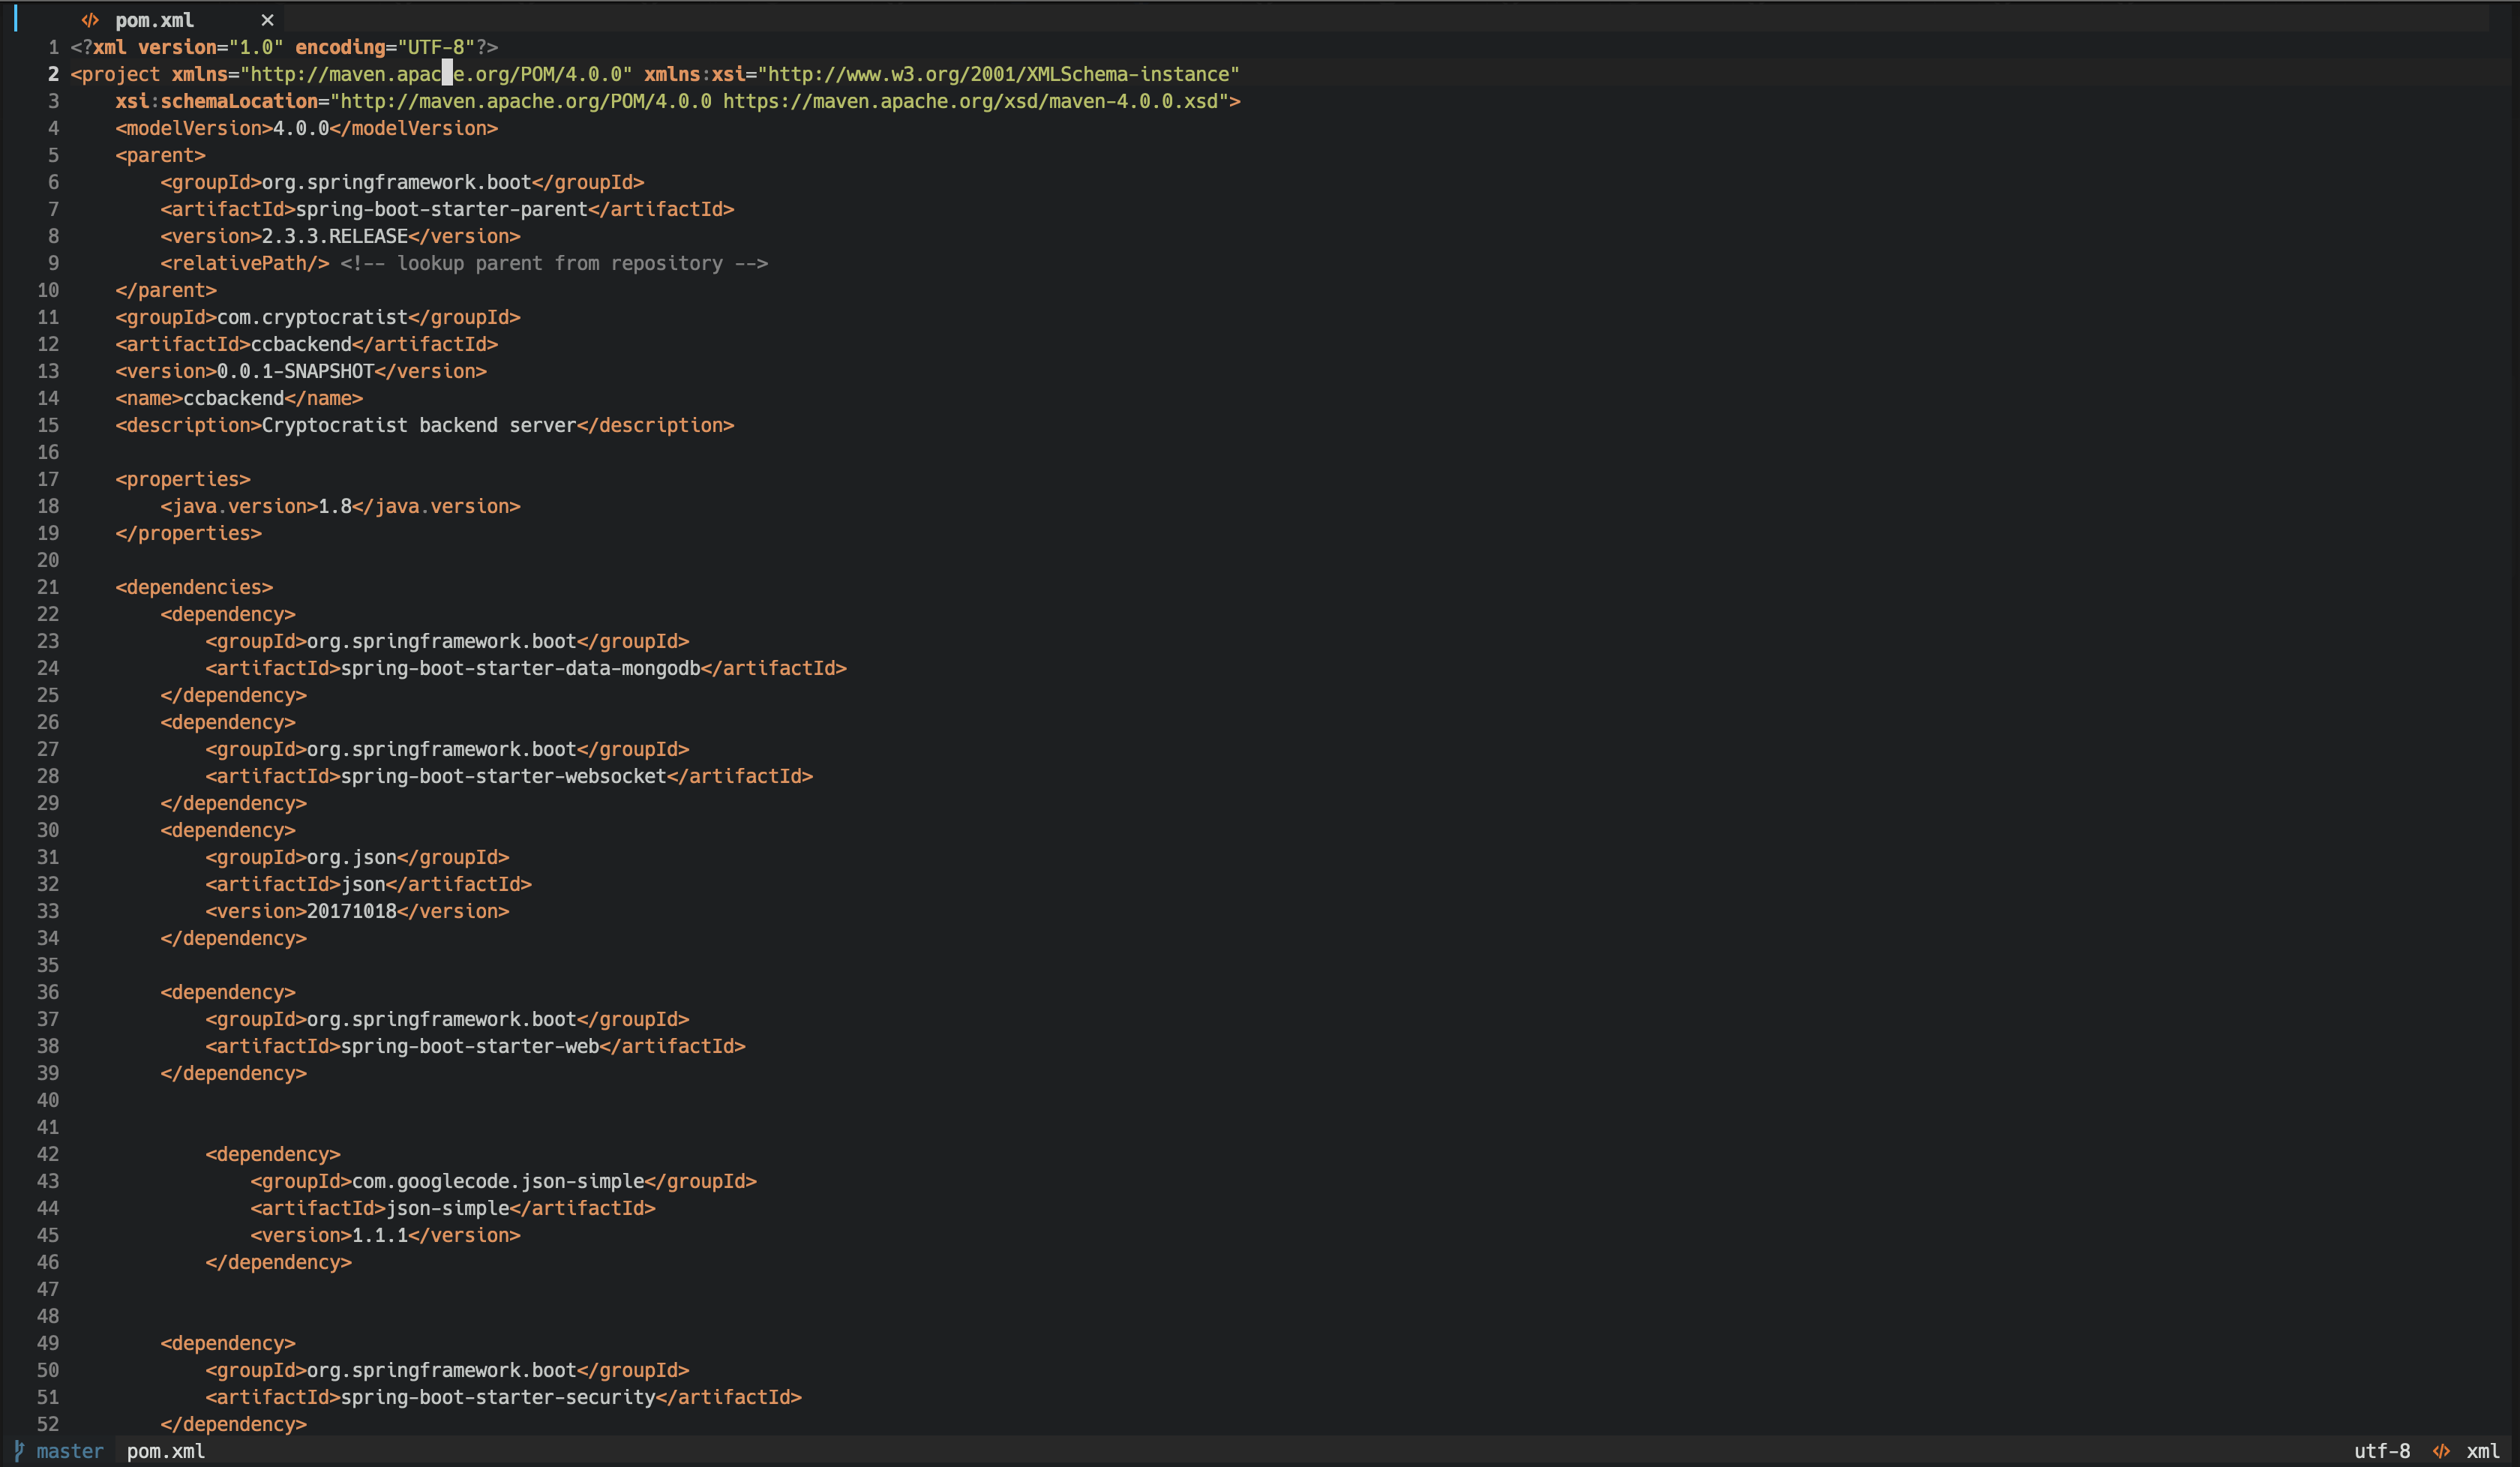 pom.xml ×
1 <?xml version="1.0" encoding="UTF-8"?>
2 <project xmlns="http://maven.apache.org/POM/4.0.0" xmlns:xsi="http://www.w3.org/2001/XMLSchema-instance"
3 xsi:schemaLocation="http://maven.apache.org/POM/4.0.0 https://maven.apache.org/xsd/maven-4.0.0.xsd">
4 <modelVersion>4.0.0</modelVersion>
5 <parent>
6 <groupId>org.springframework.boot</groupId>
7 <artifactId>spring-boot-starter-parent</artifactId>
8 <version>2.3.3.RELEASE</version>
9 <relativePath/> <!-- lookup parent from repository -->
10 </parent>
11 <groupId>com.cryptocratist</groupId>
12 <artifactId>ccbackend</artifactId>
13 <version>0.0.1-SNAPSHOT</version>
14 <name>ccbackend</name>
15 <description>Cryptocratist backend server</description>
16
17 <properties>
18 <java.version>1.8</java.version>
19 </properties>
20
21 <dependencies>
22 <dependency>
23 <groupId>org.springframework.boot</groupId>
24 <artifactId>spring-boot-starter-data-mongodb</artifactId>
25 </dependency>
26 <dependency>
27 <groupId>org.springframework.boot</groupId>
28 <artifactId>spring-boot-starter-websocket</artifactId>
29 </dependency>
30 <dependency>
31 <groupId>org.json</groupId>
32 <artifactId>json</artifactId>
33 <version>20171018</version>
34 </dependency>
35
36 <dependency>
37 <groupId>org.springframework.boot</groupId>
38 <artifactId>spring-boot-starter-web</artifactId>
39 </dependency>
40
41
42 <dependency>
43 <groupId>com.googlecode.json-simple</groupId>
44 <artifactId>json-simple</artifactId>
45 <version>1.1.1</version>
46 </dependency>
47
48
49 <dependency>
50 <groupId>org.springframework.boot</groupId>
51 <artifactId>spring-boot-starter-security</artifactId>
52 </dependency>
master pom.xml utf-8 </> xml